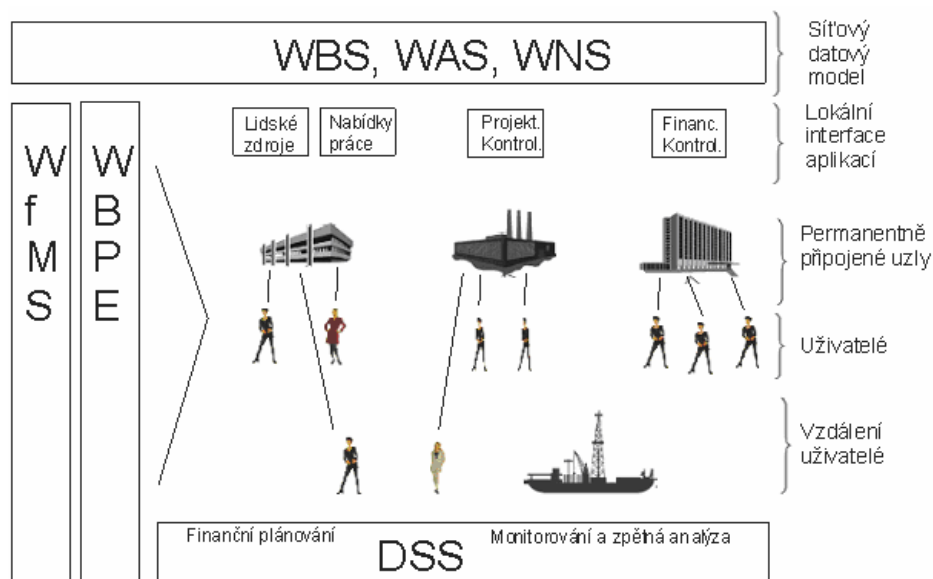 WBS, WAS, WNS
Síťový
datový
model
W
f
M
S
W
B
P
E
Lidské
zdroje
Nabídky
práce
Projekt.
Kontrol.
Financ.
Kontrol.
Lokální
interface
aplikací
Permanentně
připojené uzly
Uživatelé
Vzdálení
uživatelé
Finanční plánování
DSS
Monitorování a zpětná analýza